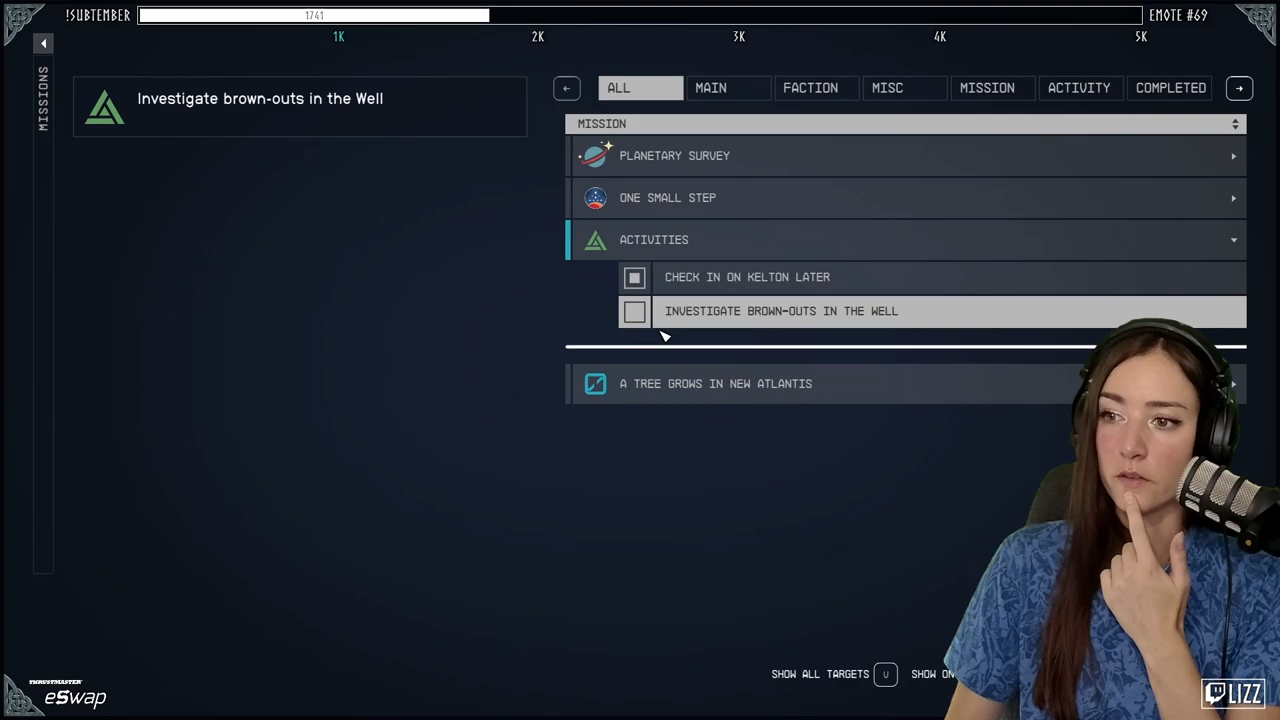 !SUBTEMBER
1741
EMOTE #69
1K
2K
3K
4K
5K
MISSIONS
Investigate brown-outs in the Well
ALL
MAIN
FACTION
MISC
MISSION
ACTIVITY
COMPLETED
MISSION
PLANETARY SURVEY
ONE SMALL STEP
ACTIVITIES
CHECK IN ON KELTON LATER
INVESTIGATE BROWN-OUTS IN THE WELL
A TREE GROWS IN NEW ATLANTIS
SHOW ALL TARGETS U SHOW ON
THRUSTMASTER
eSwap
LIZZ